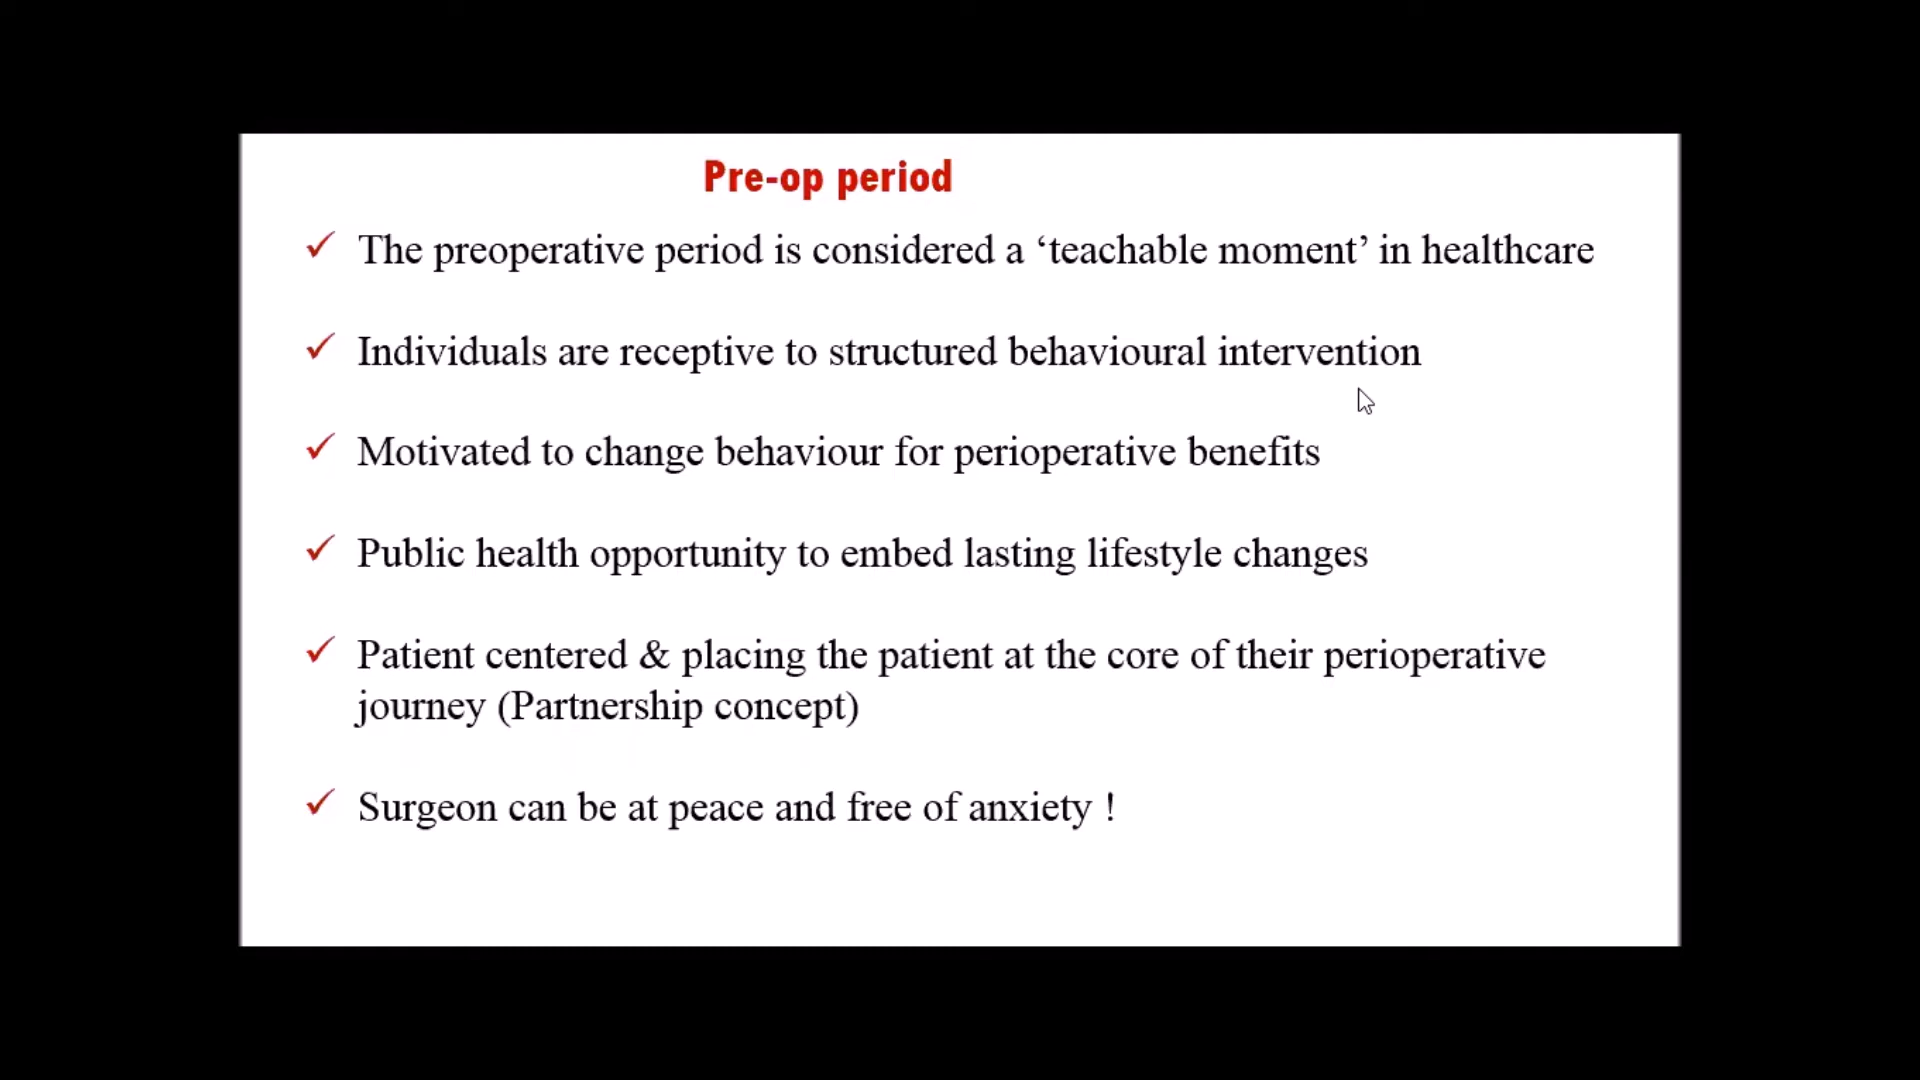 Pre-op period
✓ The preoperative period is considered a ‘teachable moment’ in healthcare
✓ Individuals are receptive to structured behavioural intervention
✓ Motivated to change behaviour for perioperative benefits
✓ Public health opportunity to embed lasting lifestyle changes
✓ Patient centered & placing the patient at the core of their perioperative
journey (Partnership concept)
✓ Surgeon can be at peace and free of anxiety !